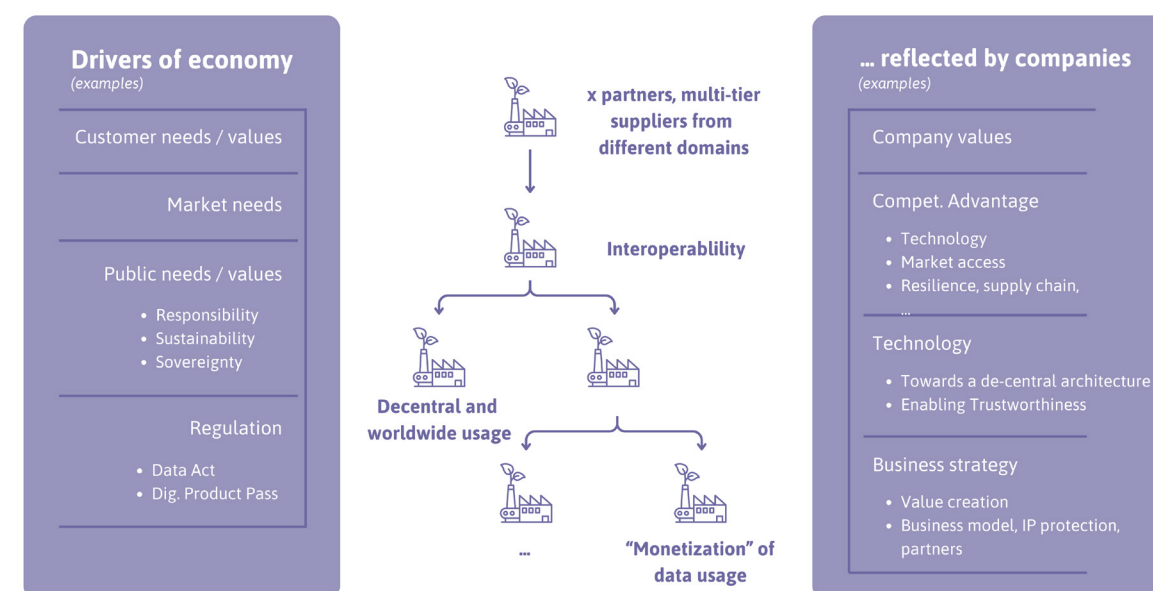 Drivers of economy
(examples)
Customer needs / values
Market needs
Public needs / values
• Responsibility
• Sustainability
• Sovereignty
Regulation
• Data Act
• Dig. Product Pass
x partners, multi-tier
suppliers from
different domains
Interoperablility
Decentral and
worldwide usage
...
“Monetization” of
data usage
... reflected by companies
(examples)
Company values
Compet. Advantage
• Technology
• Market access
• Resilience, supply chain,
...
Technology
• Towards a de-central architecture
• Enabling Trustworthiness
Business strategy
• Value creation
• Business model, IP protection,
partners